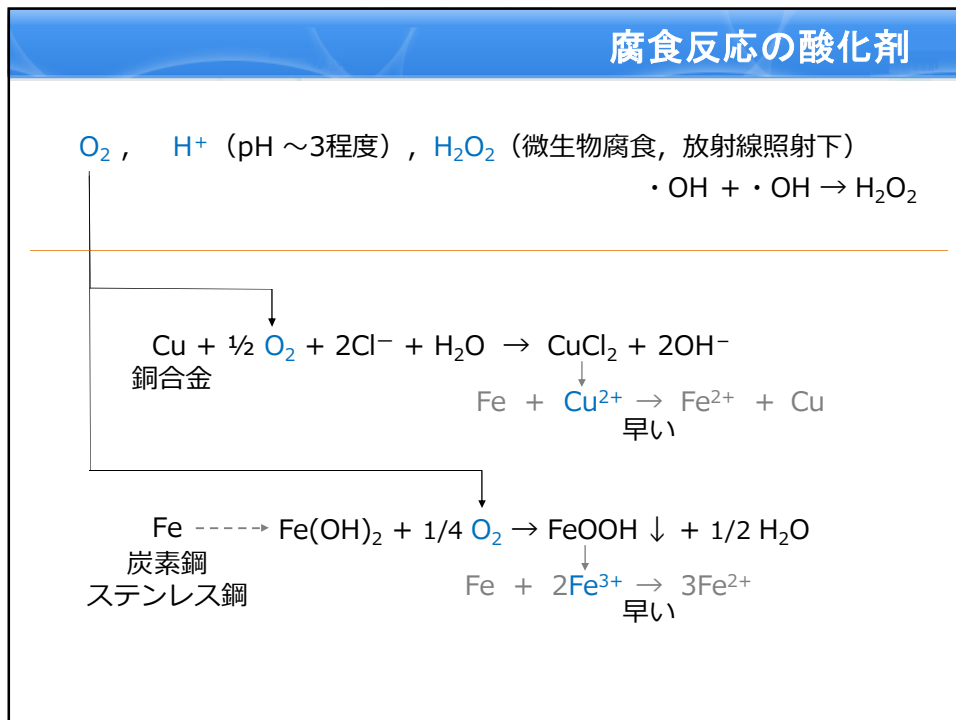 腐食反応の酸化剤
O₂ , H⁺（pH ～3程度）, H₂O₂（微生物腐食，放射線照射下）
・OH + ・OH → H₂O₂
Cu + ½ O₂ + 2Cl⁻ + H₂O → CuCl₂ + 2OH⁻
銅合金
Fe + Cu²⁺ → Fe²⁺ + Cu
早い
Fe ----→ Fe(OH)₂ + 1/4 O₂ → FeOOH ↓ + 1/2 H₂O
炭素鋼
ステンレス鋼
Fe + 2Fe³⁺ → 3Fe²⁺
早い